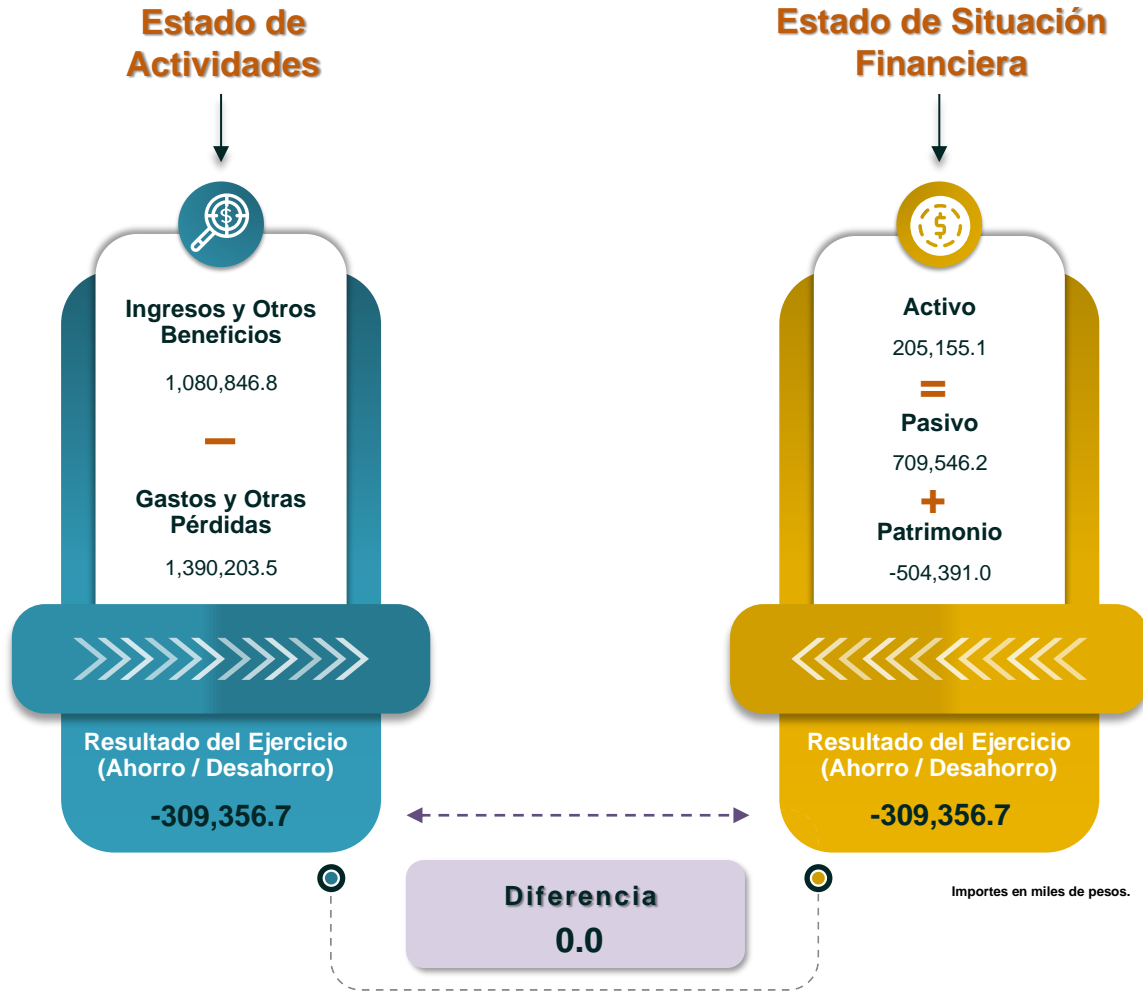 Estado de
Actividades
$
Ingresos y Otros
Beneficios
1,080,846.8
–
Gastos y Otras
Pérdidas
1,390,203.5
Resultado del Ejercicio
(Ahorro / Desahorro)
-309,356.7
Estado de Situación
Financiera
$
Activo
205,155.1
=
Pasivo
709,546.2
+
Patrimonio
-504,391.0
Resultado del Ejercicio
(Ahorro / Desahorro)
-309,356.7
Diferencia
0.0
Importes en miles de pesos.